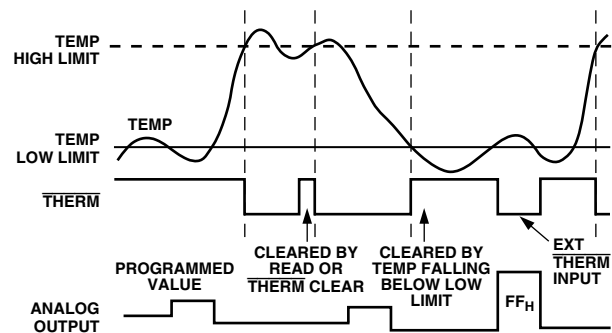 TEMP
HIGH LIMIT
TEMP
TEMP
LOW LIMIT
THERM
CLEARED BY
READ OR
THERM CLEAR
CLEARED BY
TEMP FALLING
BELOW LOW
LIMIT
EXT
THERM
INPUT
PROGRAMMED
VALUE
FFH
ANALOG
OUTPUT